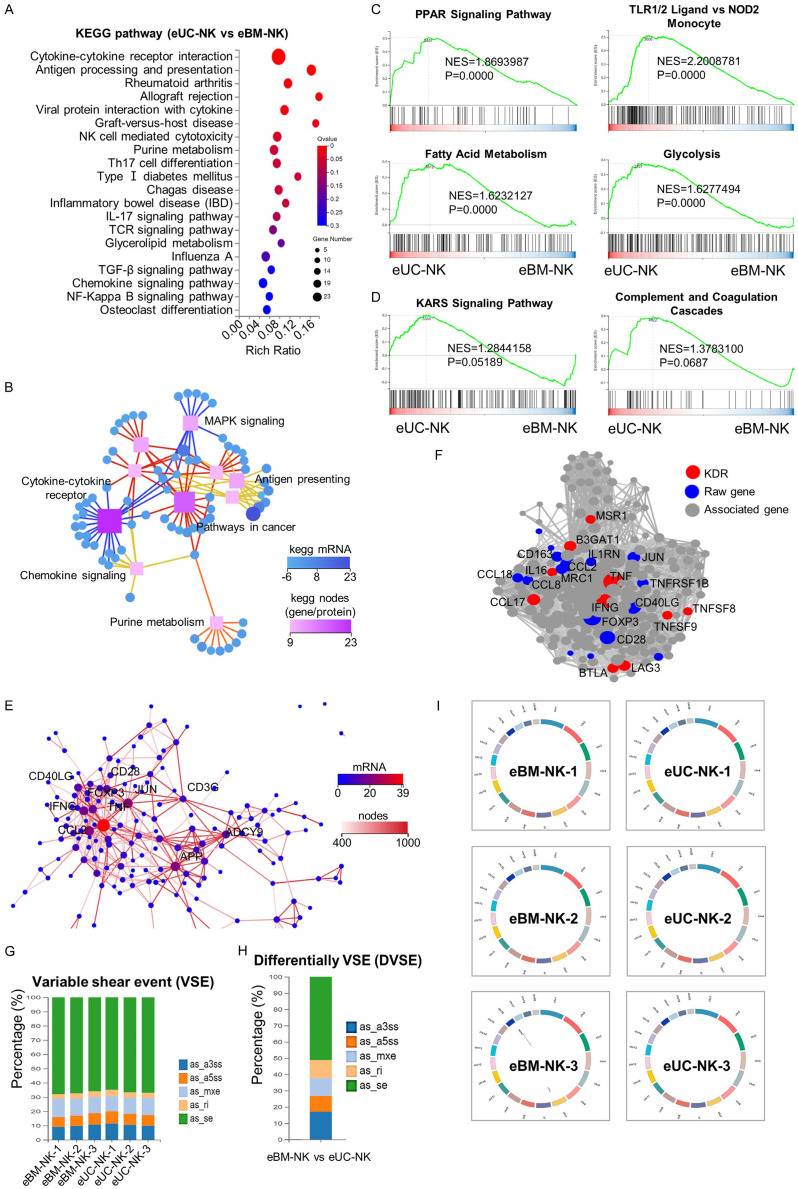 A
KEGG pathway (eUC-NK vs eBM-NK)
Cytokine-cytokine receptor interaction
Antigen processing and presentation
Rheumatoid arthritis
Allograft rejection
Viral protein interaction with cytokine
Graft-versus-host disease
NK cell mediated cytotoxicity
Purine metabolism
Th17 cell differentiation
Type Ⅰ diabetes mellitus
Chagas disease
Inflammatory bowel disease (IBD)
IL-17 signaling pathway
TCR signaling pathway
Glycerolipid metabolism
Influenza A
TGF-β signaling pathway
Chemokine signaling pathway
NF-Kappa B signaling pathway
Osteoclast differentiation
0.00 0.04 0.08 0.12 0.16
Rich Ratio
Qvalue
0
0.1
0.2
0.3
Gene Number
5
10
14
19
23
C
PPAR Signaling Pathway
NES=1.8693987
P=0.0000
TLR1/2 Ligand vs NOD2
Monocyte
NES=2.2008781
P=0.0000
Fatty Acid Metabolism
NES=1.6232127
P=0.0000
Glycolysis
NES=1.6277494
P=0.0000
eUC-NK eBM-NK
eUC-NK eBM-NK
D
KARS Signaling Pathway
NES=1.2844158
P=0.05189
Complement and Coagulation
Cascades
NES=1.3783100
P=0.0687
eUC-NK eBM-NK
eUC-NK eBM-NK
B
MAPK signaling
Cytokine-cytokine
receptor
Antigen presenting
Pathways in cancer
Chemokine signaling
Purine metabolism
kegg mRNA
-6 8 23
kegg nodes
(gene/protein)
9 23
F
KDR
Raw gene
Associated gene
MSR1
B3GAT1
CD163
IL1RN
JUN
CCL2
IL16
CCL18
CCL8
MRC1
TNF
TNFRSF1B
CCL17
IFNG
CD40LG
TNFSF8
FOXP3
TNFSF9
CD28
BTLA
LAG3
E
CD28
CD40LG
FOXP3
JUN
CD3G
IFNG
TNF
CCL2
ADCY9
APP
mRNA
0 20 39
nodes
400 1000
G
Variable shear event (VSE)
Percentage (%)
100
90
80
70
60
50
40
30
20
10
0
eBM-NK-1
eBM-NK-2
eBM-NK-3
eUC-NK-1
eUC-NK-2
eUC-NK-3
as_a3ss
as_a5ss
as_mxe
as_ri
as_se
H
Differentially VSE (DVSE)
Percentage (%)
100
90
80
70
60
50
40
30
20
10
0
eBM-NK vs eUC-NK
as_a3ss
as_a5ss
as_mxe
as_ri
as_se
I
eBM-NK-1
eUC-NK-1
eBM-NK-2
eUC-NK-2
eBM-NK-3
eUC-NK-3